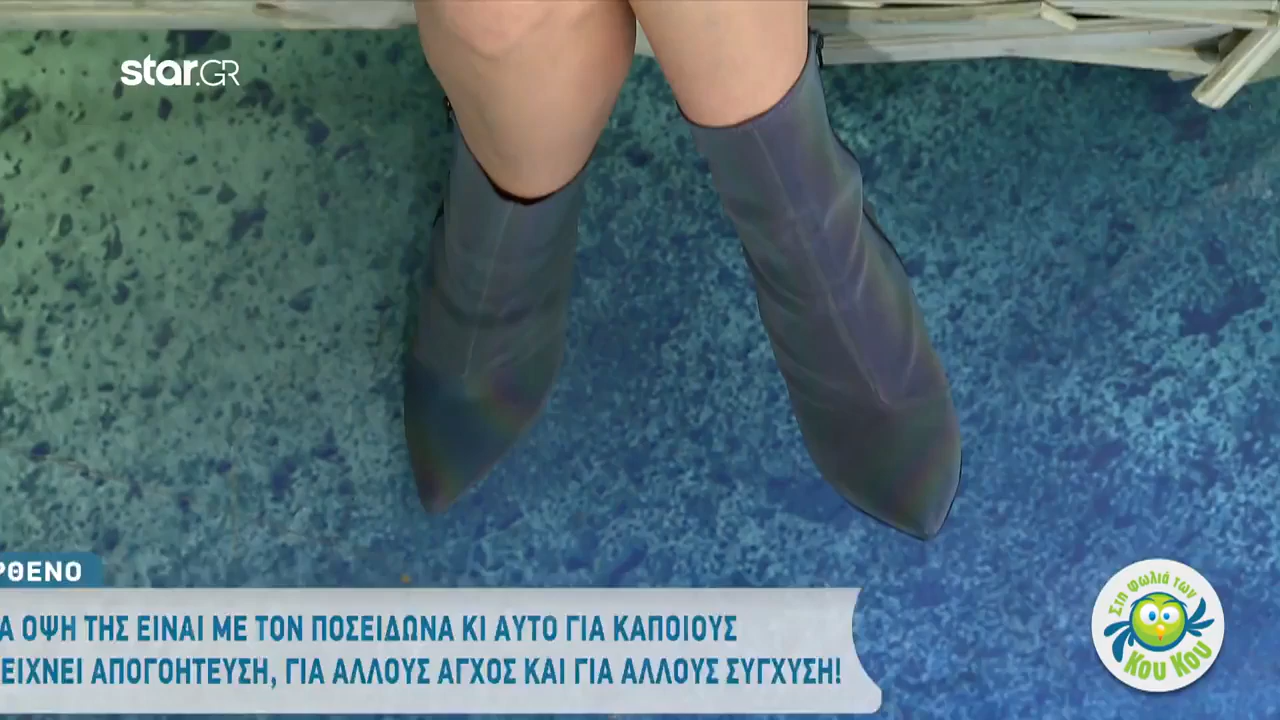 star.GR
ΡΘΕΝΟ
Α ΟΨΗ ΤΗΣ ΕΙΝΑΙ ΜΕ ΤΟΝ ΠΟΣΕΙΔΩΝΑ ΚΙ ΑΥΤΟ ΓΙΑ ΚΑΠΟΙΟΥΣ
ΕΙΧΝΕΙ ΑΠΟΓΟΗΤΕΥΣΗ, ΓΙΑ ΑΛΛΟΥΣ ΑΓΧΟΣ ΚΑΙ ΓΙΑ ΑΛΛΟΥΣ ΣΥΓΧΥΣΗ!
Στη φωλιά των
Κου Κου